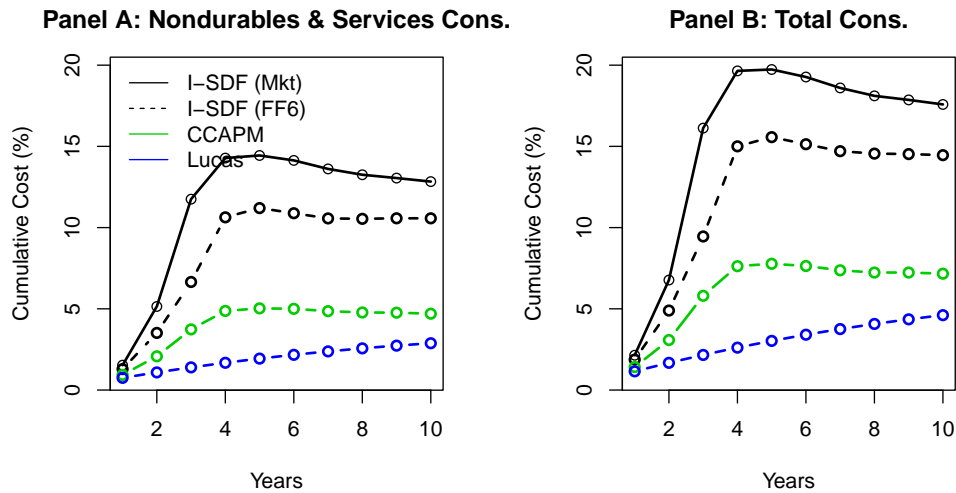 Panel A: Nondurables & Services Cons.
Cumulative Cost (%)
0
5
10
15
20
I−SDF (Mkt)
I−SDF (FF6)
CCAPM
Lucas
2
4
6
8
10
Years
Panel B: Total Cons.
Cumulative Cost (%)
0
5
10
15
20
2
4
6
8
10
Years